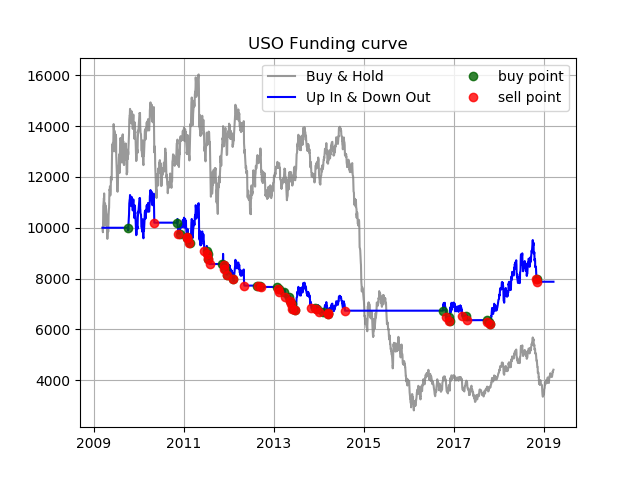 USO Funding curve
16000
14000
12000
10000
8000
6000
4000
Buy & Hold
Up In & Down Out
buy point
sell point
2009 2011 2013 2015 2017 2019